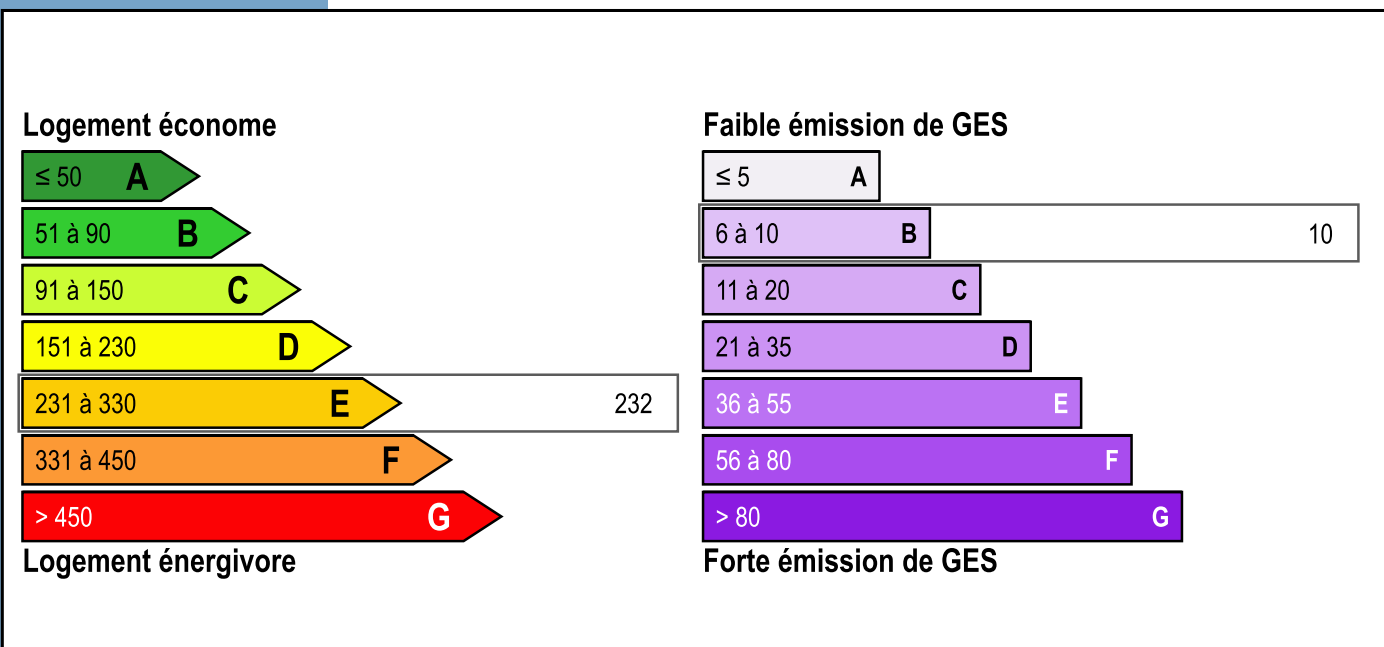 Logement économe
≤ 50 A
51 à 90 B
91 à 150 C
151 à 230 D
231 à 330 E 232
331 à 450 F
> 450 G
Logement énergivore
Faible émission de GES
≤ 5 A
6 à 10 B 10
11 à 20 C
21 à 35 D
36 à 55 E
56 à 80 F
> 80 G
Forte émission de GES